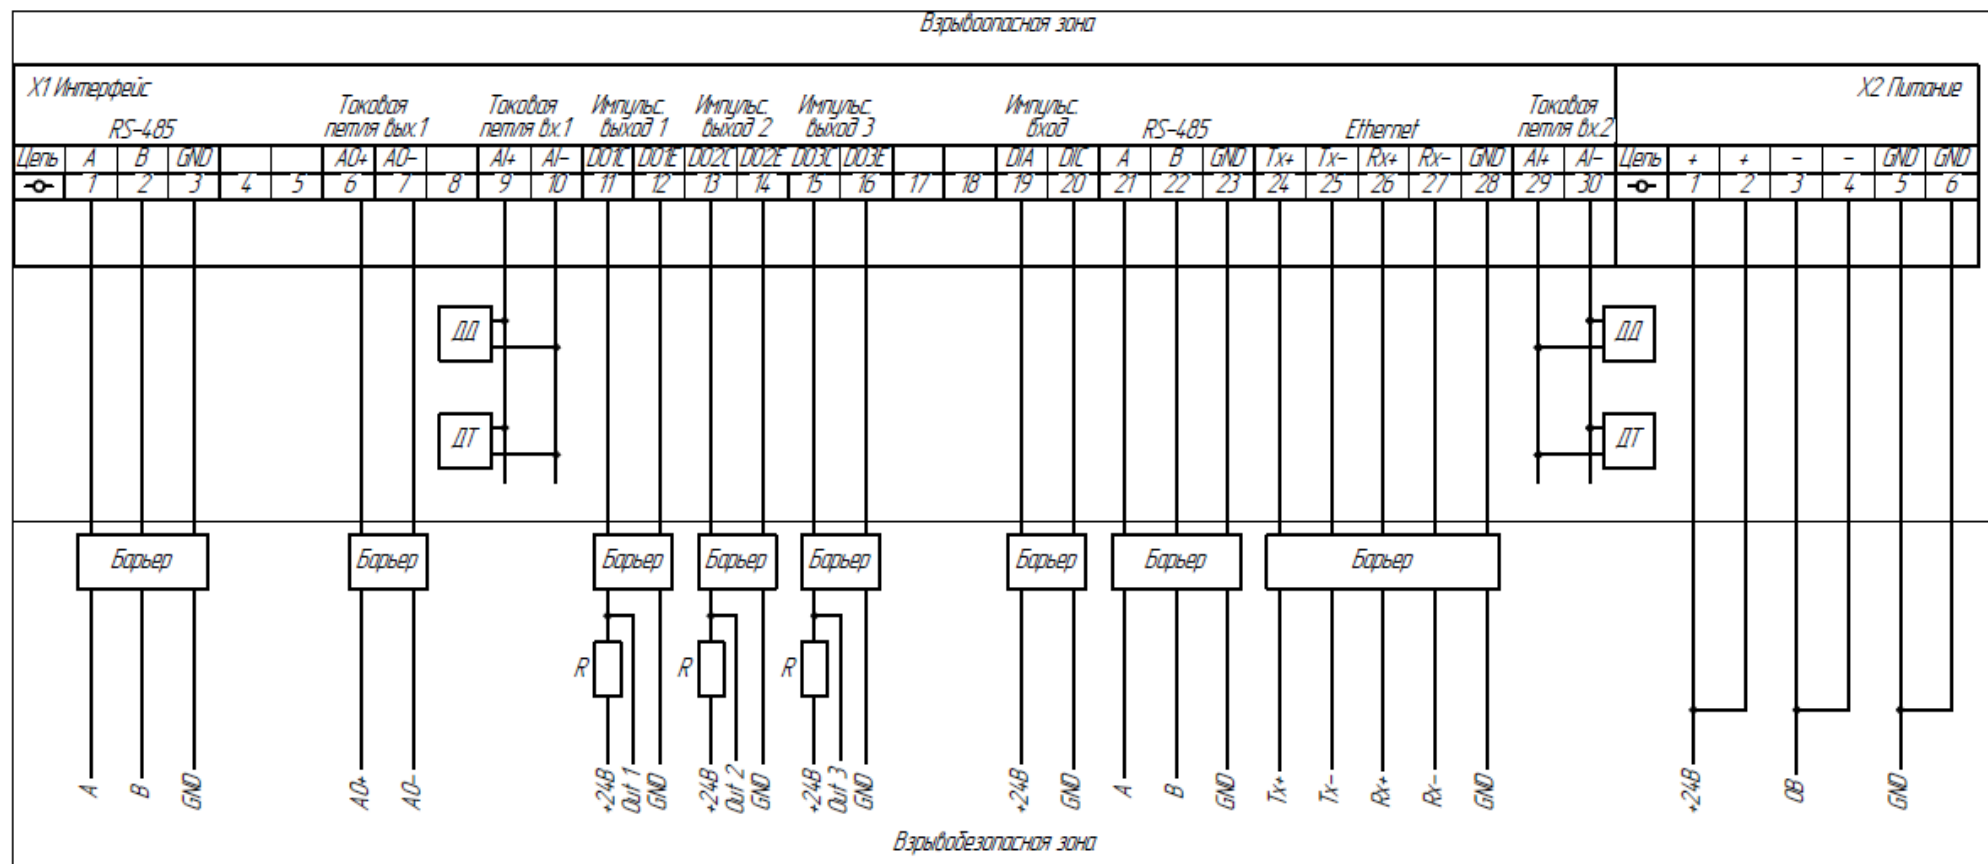 Взрывоопасная зона
X1 Интерфейс
X2 Питание
RS-485
Токовая
петля вых.1
Токовая
петля вх.1
Импульс.
выход 1
Импульс.
выход 2
Импульс.
выход 3
Импульс.
вход
RS-485
Ethernet
Токовая
петля вх.2
Цепь A B GND AO+ AO- AI+ AI- DO1C DO1E DO2C DO2E DO3C DO3E DIA DIC A B GND Tx+ Tx- Rx+ Rx- GND AI+ AI- Цепь + + - - GND GND
1 2 3 4 5 6 7 8 9 10 11 12 13 14 15 16 17 18 19 20 21 22 23 24 25 26 27 28 29 30 1 2 3 4 5 6
ДД ДД
ДТ ДТ
Барьер Барьер Барьер Барьер Барьер Барьер Барьер Барьер
R R R
A B GND AO+ AO- +24В Out 1 GND +24В Out 2 GND +24В Out 3 GND +24В GND A B GND Tx+ Tx- Rx+ Rx- GND +24В 0В GND
Взрывобезопасная зона